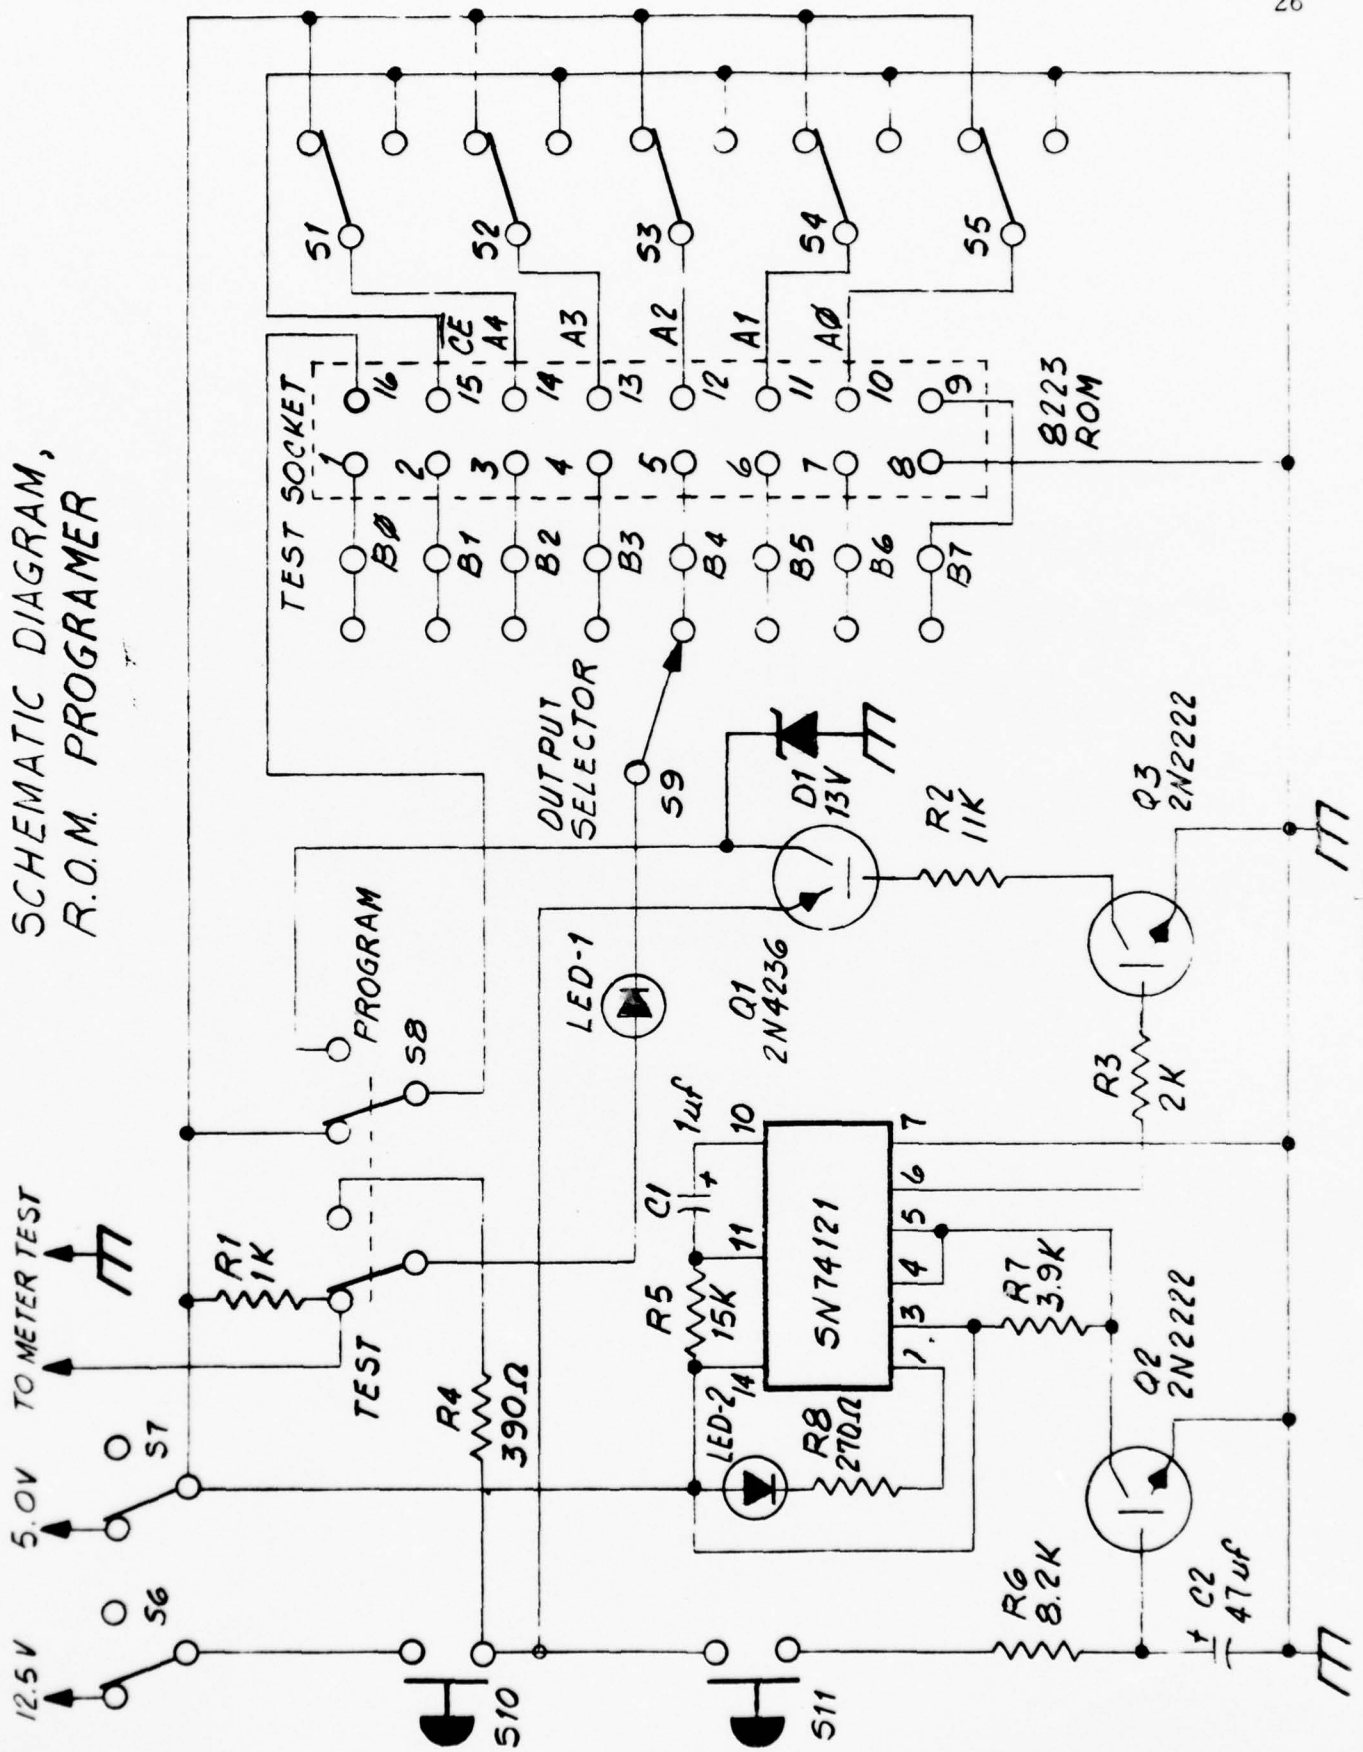 26
SCHEMATIC DIAGRAM,
R.O.M. PROGRAMER
12.5V
5.0V
TO METER TEST
S6
S7
R1
1K
TEST
PROGRAM
S8
R4
390Ω
S10
S11
LED-1
OUTPUT
SELECTOR
S9
TEST SOCKET
BØ
B1
B2
B3
B4
B5
B6
B7
1
2
3
4
5
6
7
8
16
15
14
13
12
11
10
9
CE
A4
A3
A2
A1
AØ
8223
ROM
S1
S2
S3
S4
S5
D1
13V
Q1
2N4236
R2
11K
Q3
2N2222
R3
2K
C1
1uf
+
R5
15K
LED-2
R8
270Ω
SN74121
14
11
10
1
3
4
5
6
7
R7
3.9K
Q2
2N2222
R6
8.2K
C2
47uf
+